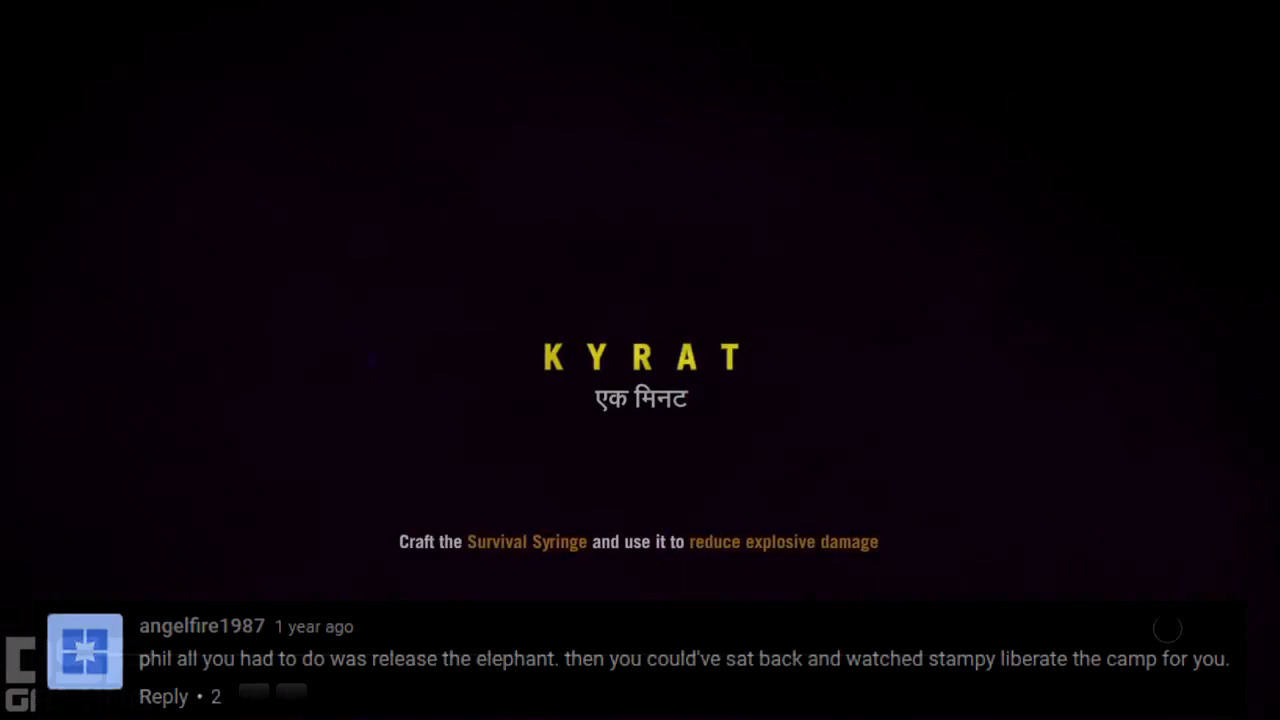 K Y R A T
एक मिनट
Craft the Survival Syringe and use it to reduce explosive damage
angelfire1987 1 year ago
phil all you had to do was release the elephant. then you could've sat back and watched stampy liberate the camp for you.
Reply • 2